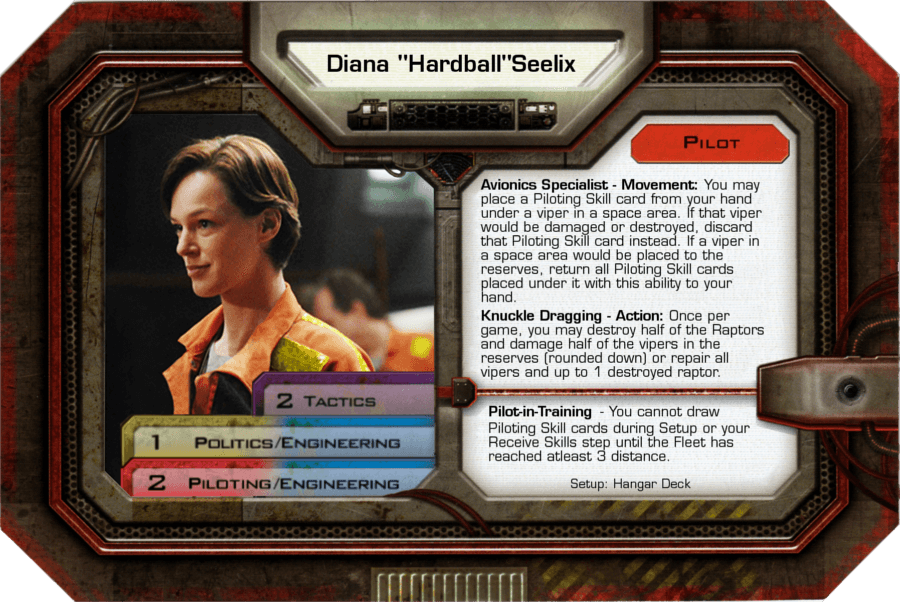 Diana "Hardball"Seelix
PILOT
Avionics Specialist - Movement: You may
place a Piloting Skill card from your hand
under a viper in a space area. If that viper
would be damaged or destroyed, discard
that Piloting Skill card instead. If a viper in
a space area would be placed to the
reserves, return all Piloting Skill cards
placed under it with this ability to your
hand.
Knuckle Dragging - Action: Once per
game, you may destroy half of the Raptors
and damage half of the vipers in the
reserves (rounded down) or repair all
vipers and up to 1 destroyed raptor.
2 TACTICS
1 POLITICS/ENGINEERING
2 PILOTING/ENGINEERING
Pilot-in-Training - You cannot draw
Piloting Skill cards during Setup or your
Receive Skills step until the Fleet has
reached atleast 3 distance.
Setup: Hangar Deck